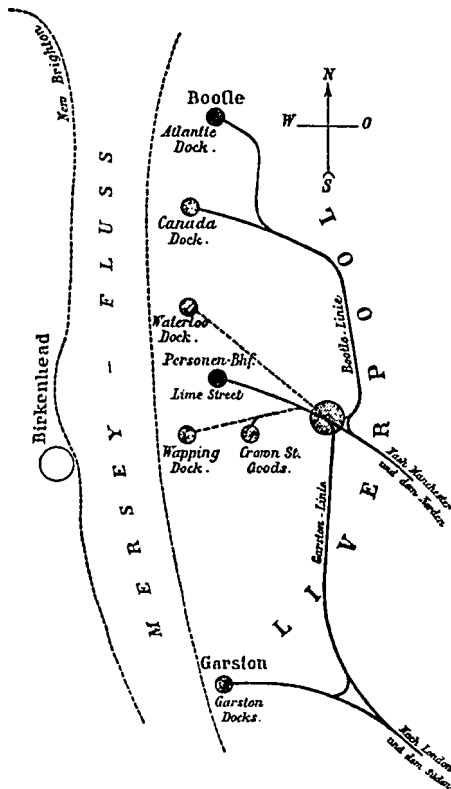 New Brighton
MERSEY - FLUSS
Birkenhead
Bootle
Atlantic
Dock.
N
W O
S
Canada
Dock.
Waterloo
Dock.
Personen-Bhf.
Lime Street
Wapping
Dock.
Crown St.
Goods.
Bootle-Linie
LIVERPOOL
Nach Manchester
und dem Norden
Garston-Linie
Garston
Garston
Docks.
Nach London
und dem Süden